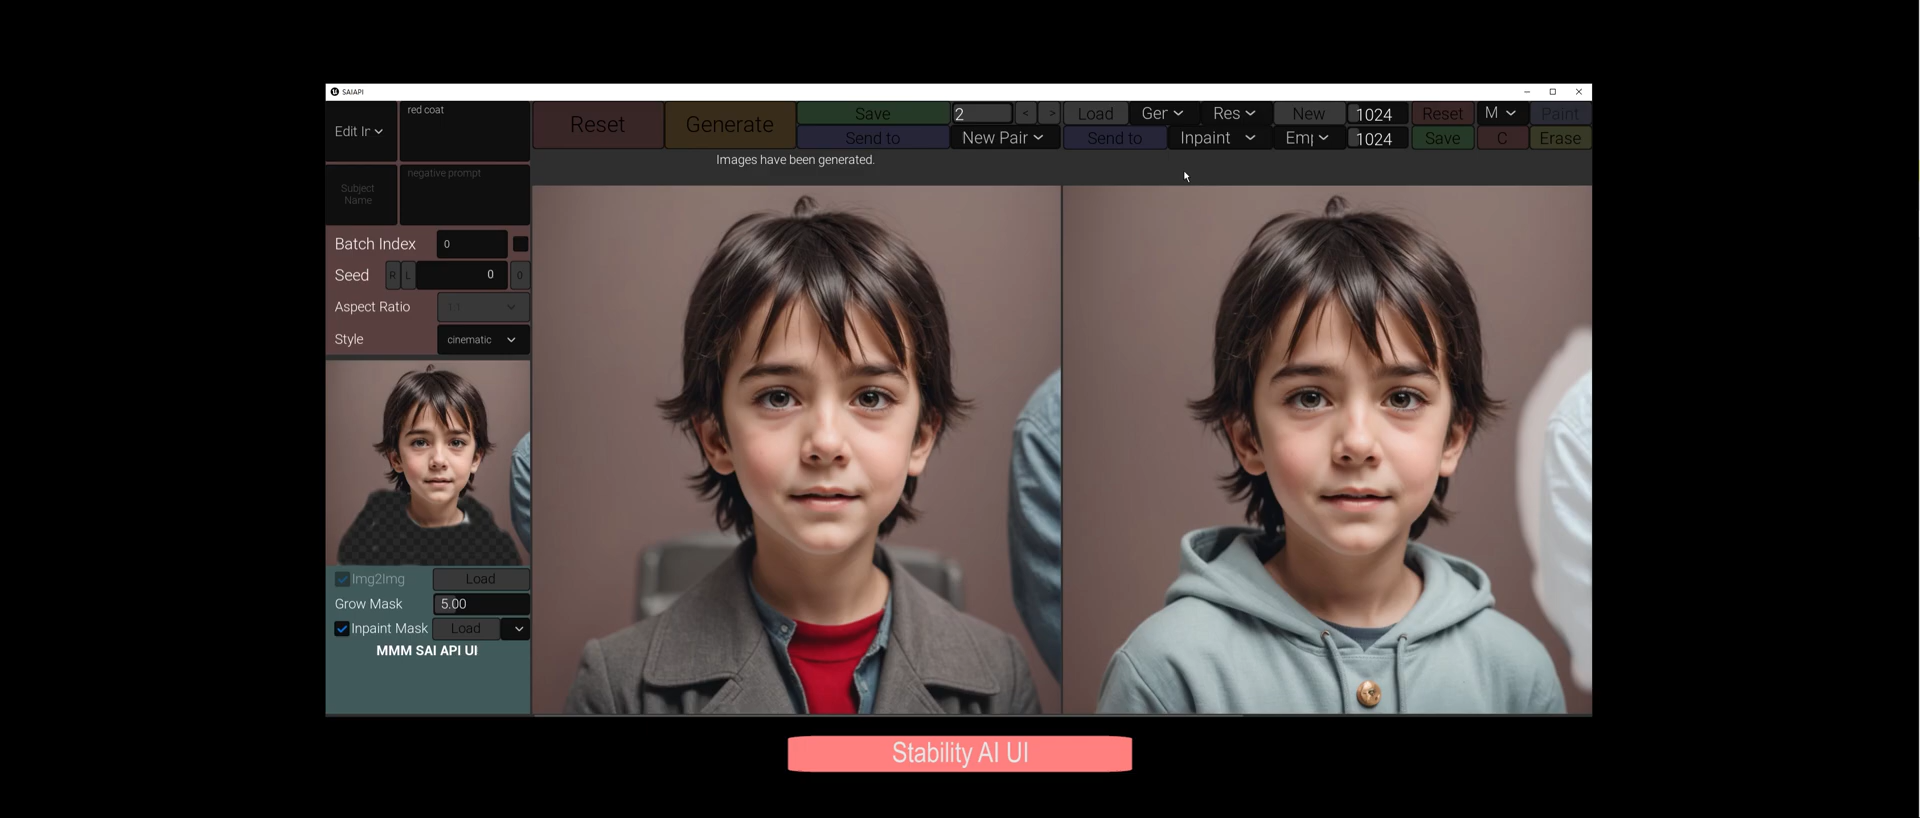 SAIAPI
Edit Ir
red coat
Reset
Generate
Save
2
<
>
Load
Ger
Res
New
1024
Reset
M
Paint
Send to
New Pair
Send to
Inpaint
Em
1024
Save
C
Erase
Images have been generated.
Subject
Name
negative prompt
Batch Index
0
Seed
R
L
0
0
Aspect Ratio
1:1
Style
cinematic
Img2Img
Load
Grow Mask
5.00
Inpaint Mask
Load
MMM SAI API UI
Stability AI UI